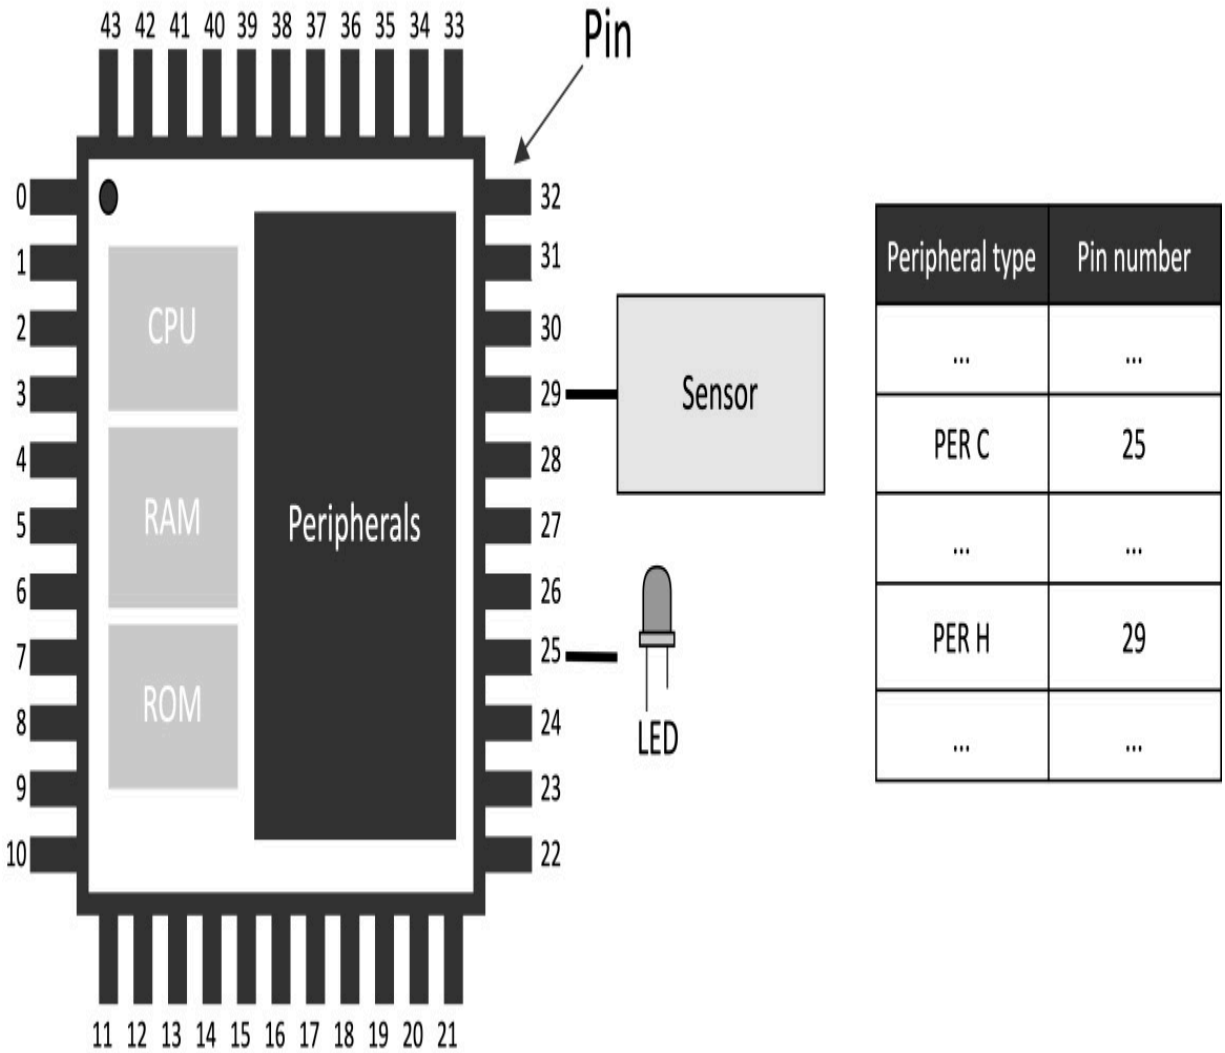 43 42 41 40 39 38 37 36 35 34 33
Pin
0
1
2
3
4
5
6
7
8
9
10
CPU
RAM
ROM
Peripherals
32
31
30
29
28
27
26
25
24
23
22
Sensor
LED
11 12 13 14 15 16 17 18 19 20 21
Peripheral type Pin number
... ...
PER C 25
... ...
PER H 29
... ...